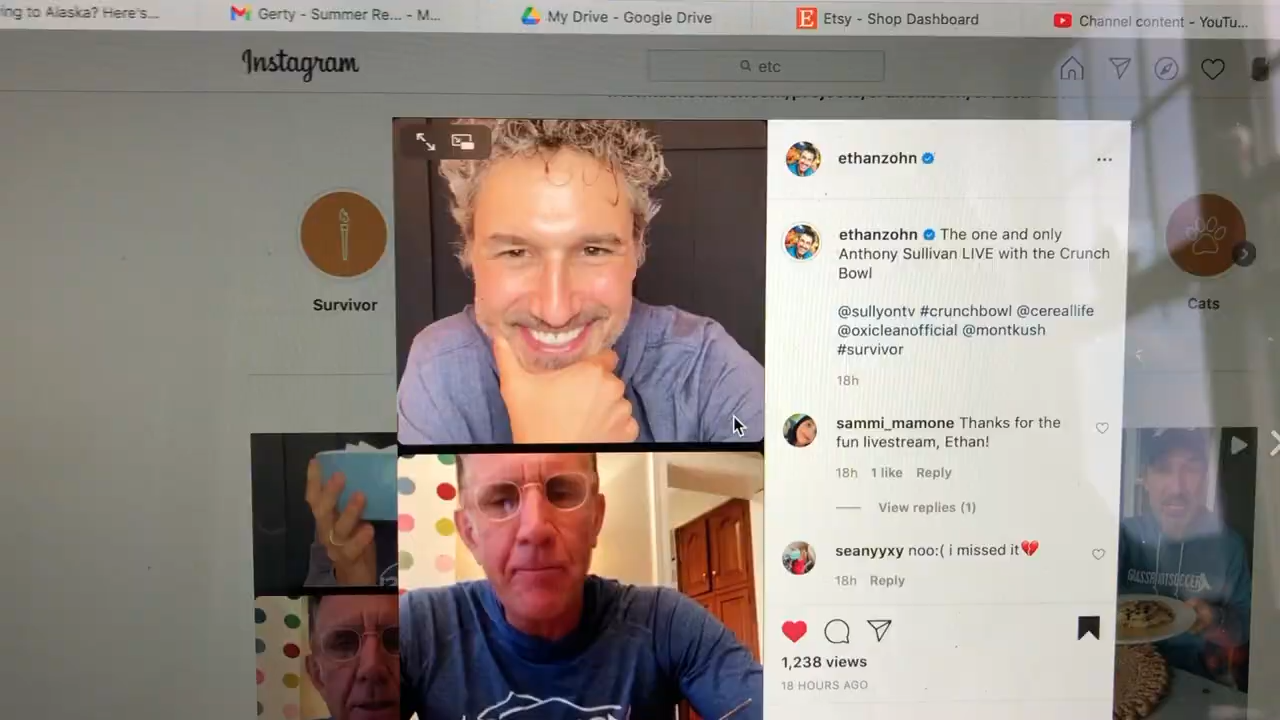 ing to Alaska? Here's...
Gerty - Summer Re... - M...
My Drive - Google Drive
Etsy - Shop Dashboard
Channel content - YouTu...
Instagram
etc
Survivor
Cats
ethanzohn
ethanzohn The one and only
Anthony Sullivan LIVE with the Crunch
Bowl
@sullyontv #crunchbowl @cereallife
@oxicleanofficial @montkush
#survivor
18h
sammi_mamone Thanks for the
fun livestream, Ethan!
18h 1 like Reply
View replies (1)
seanyyxy noo:( i missed it💔
18h Reply
1,238 views
18 HOURS AGO
GRASSROOTSOCCER